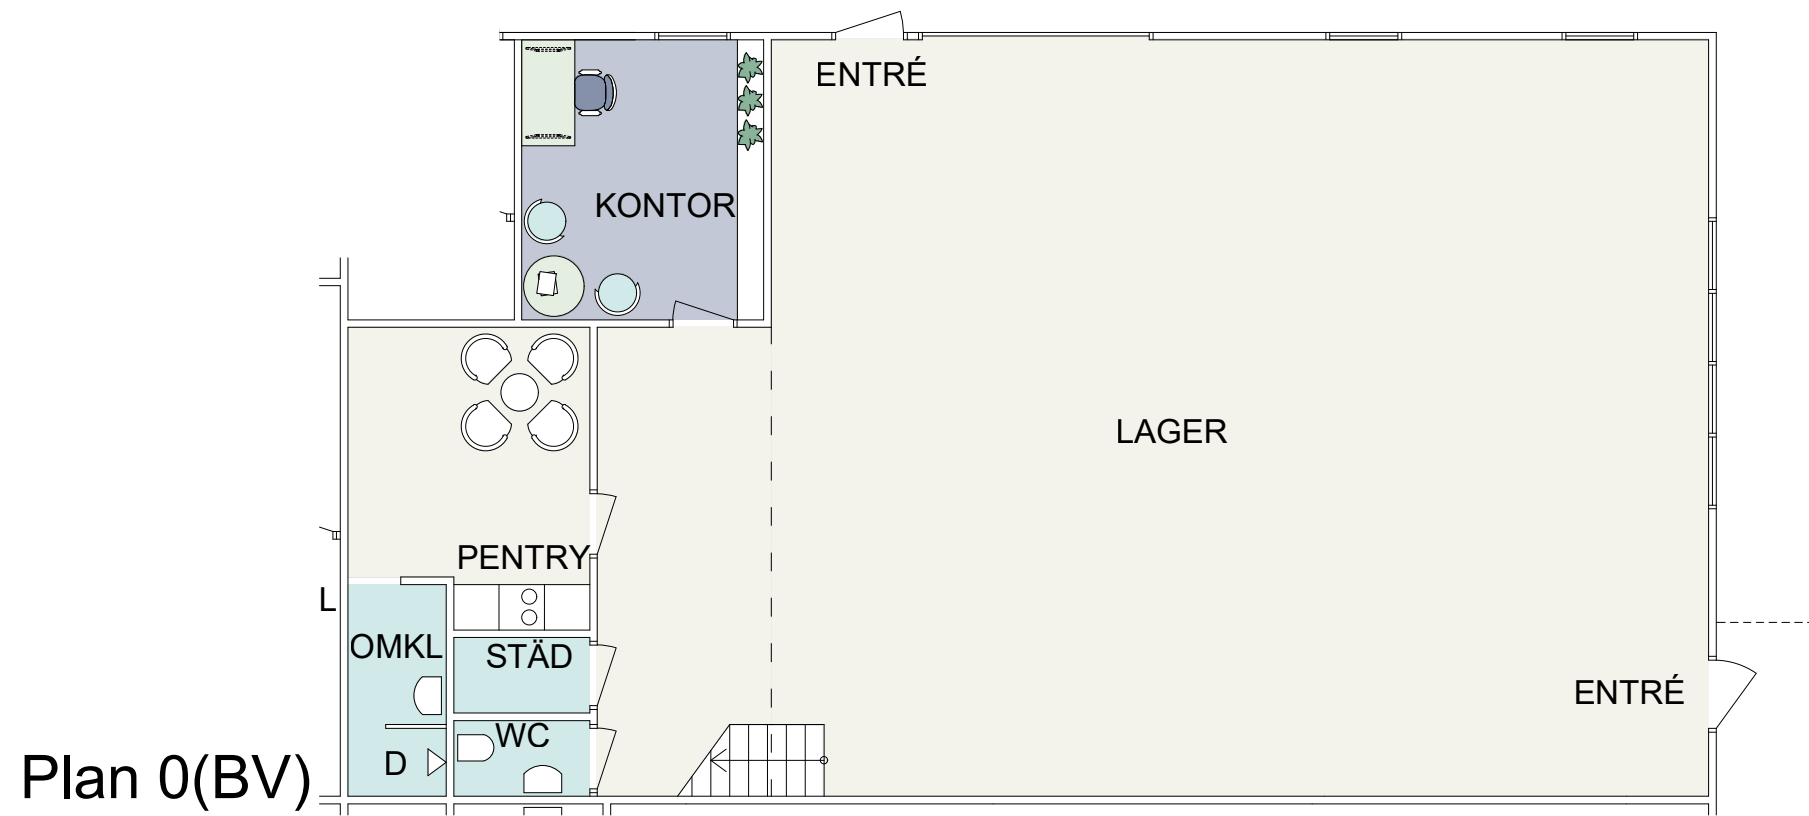 ENTRÉ
KONTOR
LAGER
PENTRY
L
OMKL
STÄD
ENTRÉ
WC
D
Plan 0(BV)